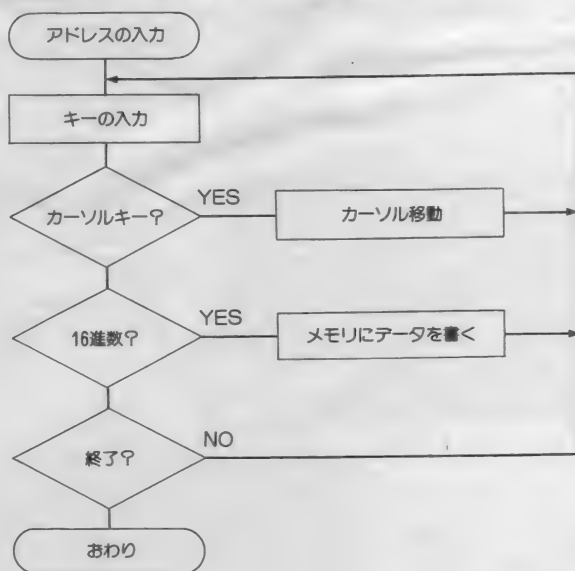 アドレスの入力
キーの入力
カーソルキー?
YES
カーソル移動
16進数?
YES
メモリにデータを書く
終了?
NO
おわり